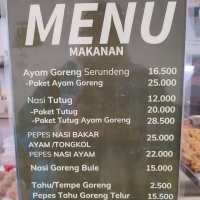 MENU
MAKANAN
Ayam Goreng Serundeng 16.500
-Paket Ayam Goreng 25.000
Nasi Tutug 12.000
-Paket Tutug 20.000
-Paket Tutug Ayam Goreng 28.500
PEPES NASI BAKAR 25.000
AYAM /TONGKOL
PEPES NASI AYAM 22.000
Nasi Goreng Bule 15.000
Tahu/Tempe Goreng 2.500
Pepes Tahu Goreng Telur 15.500